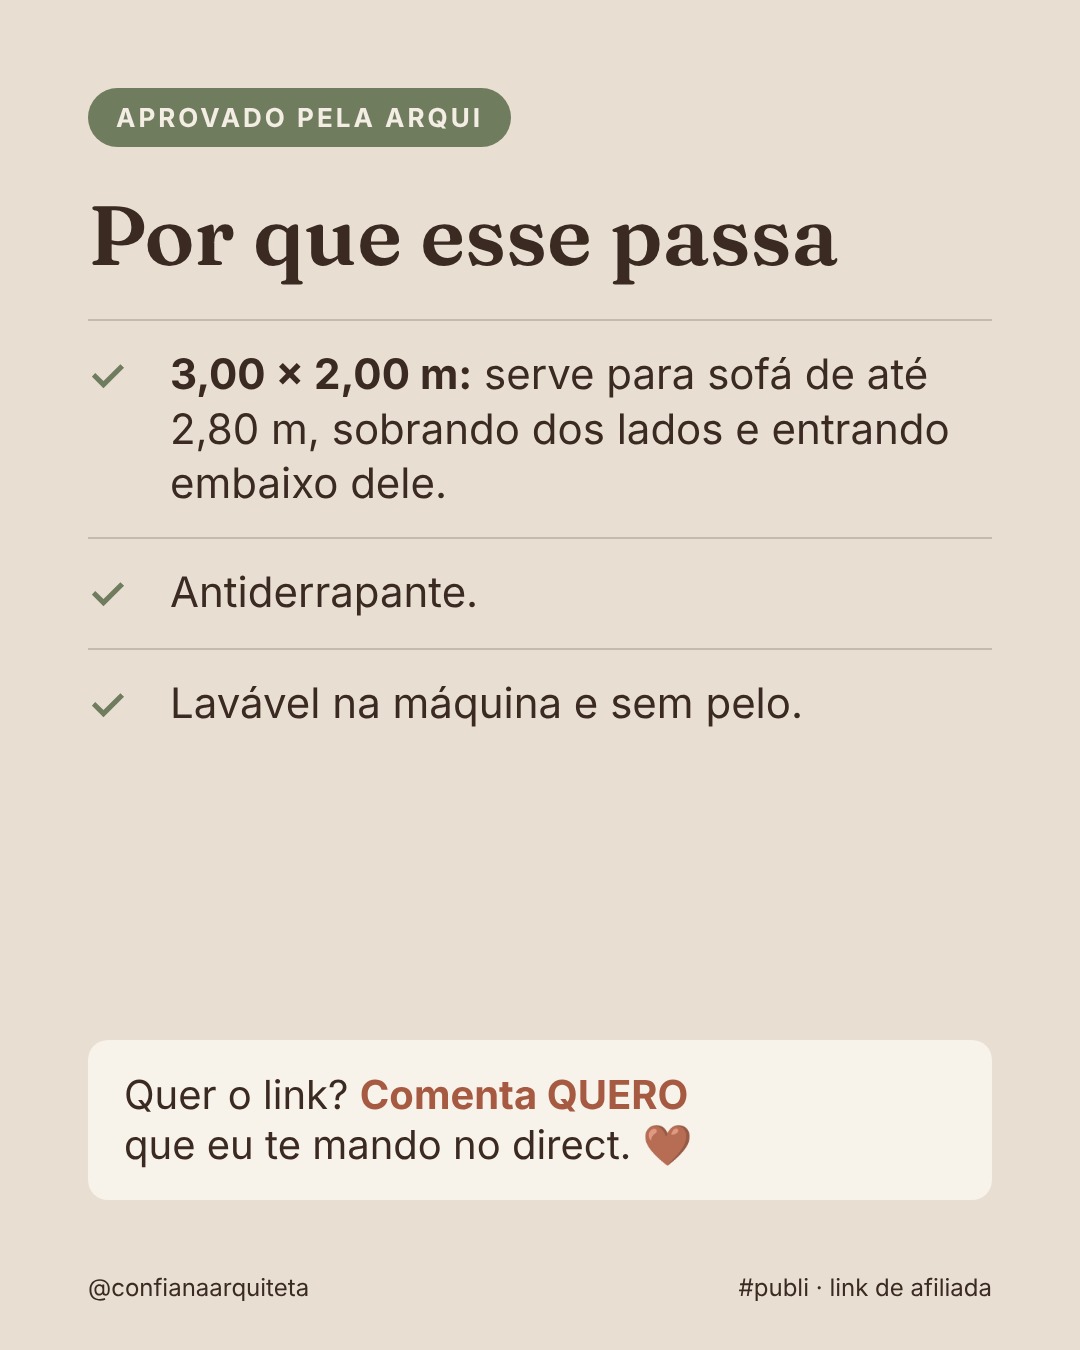 APROVADO PELA ARQUI
Por que esse passa
3,00 × 2,00 m: serve para sofá de até
2,80 m, sobrando dos lados e entrando
embaixo dele.
Antiderrapante.
Lavável na máquina e sem pelo.
Quer o link? Comenta QUERO
que eu te mando no direct. 🤎
@confianaarquiteta
#publi · link de afiliada